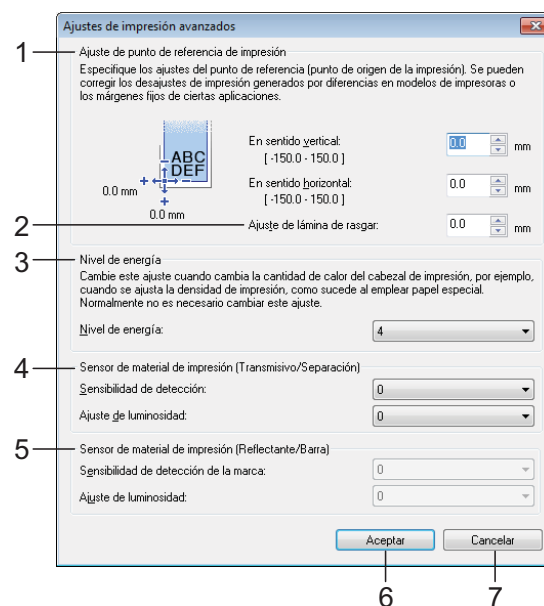 Ajustes de impresión avanzados
1
Ajuste de punto de referencia de impresión
Especifique los ajustes del punto de referencia (punto de origen de la impresión). Se pueden
corregir los desajustes de impresión generados por diferencias en modelos de impresoras o
los márgenes fijos de ciertas aplicaciones.
ABC
DEF
0.0 mm
0.0 mm
En sentido vertical:
[ -150.0 - 150.0 ]
0.0 mm
En sentido horizontal:
[ -150.0 - 150.0 ]
0.0 mm
2
Ajuste de lámina de rasgar:
0.0 mm
3
Nivel de energía
Cambie este ajuste cuando cambia la cantidad de calor del cabezal de impresión, por ejemplo,
cuando se ajusta la densidad de impresión, como sucede al emplear papel especial.
Normalmente no es necesario cambiar este ajuste.
Nivel de energía:
4
4
Sensor de material de impresión (Transmisivo/Separación)
Sensibilidad de detección:
0
Ajuste de luminosidad:
0
5
Sensor de material de impresión (Reflectante/Barra)
Sensibilidad de detección de la marca:
0
Ajuste de luminosidad:
0
Aceptar
Cancelar
6
7